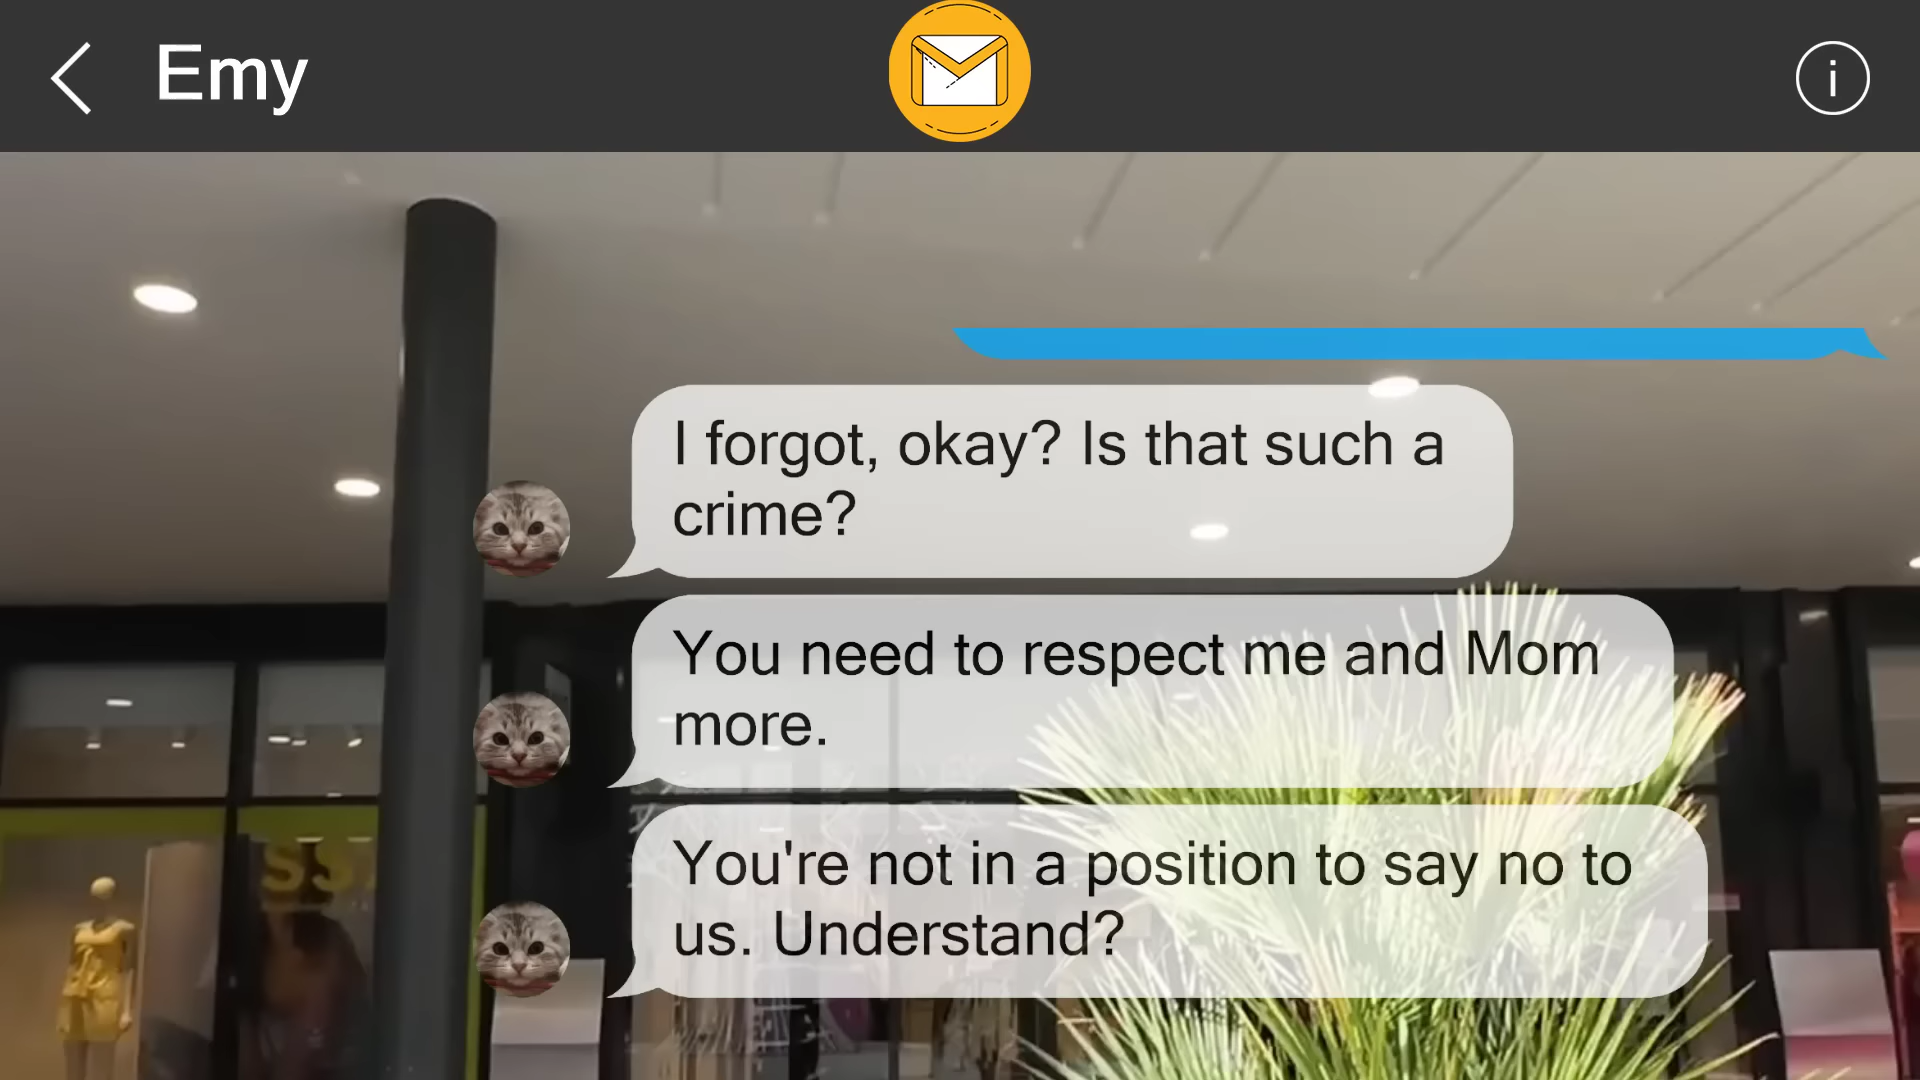 Emy
I forgot, okay? Is that such a
crime?
You need to respect me and Mom
more.
You're not in a position to say no to
us. Understand?